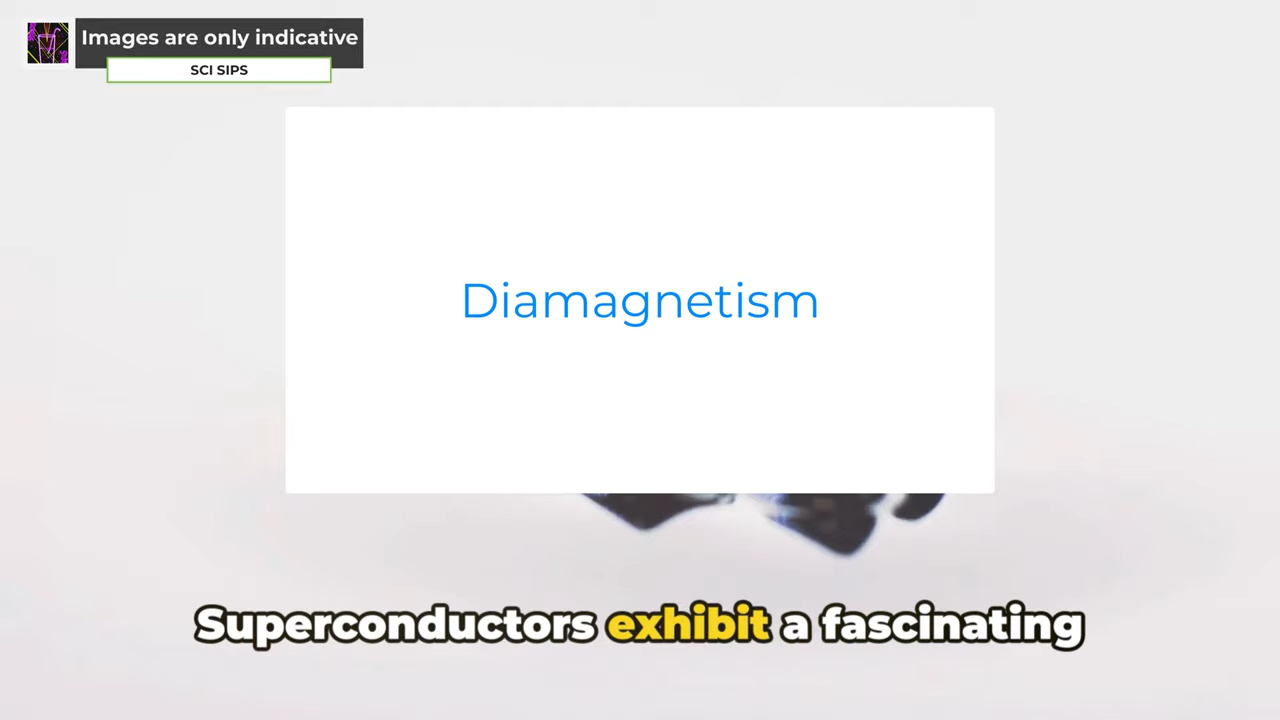 Images are only indicative
SCI SIPS
Diamagnetism
Superconductors exhibit a fascinating